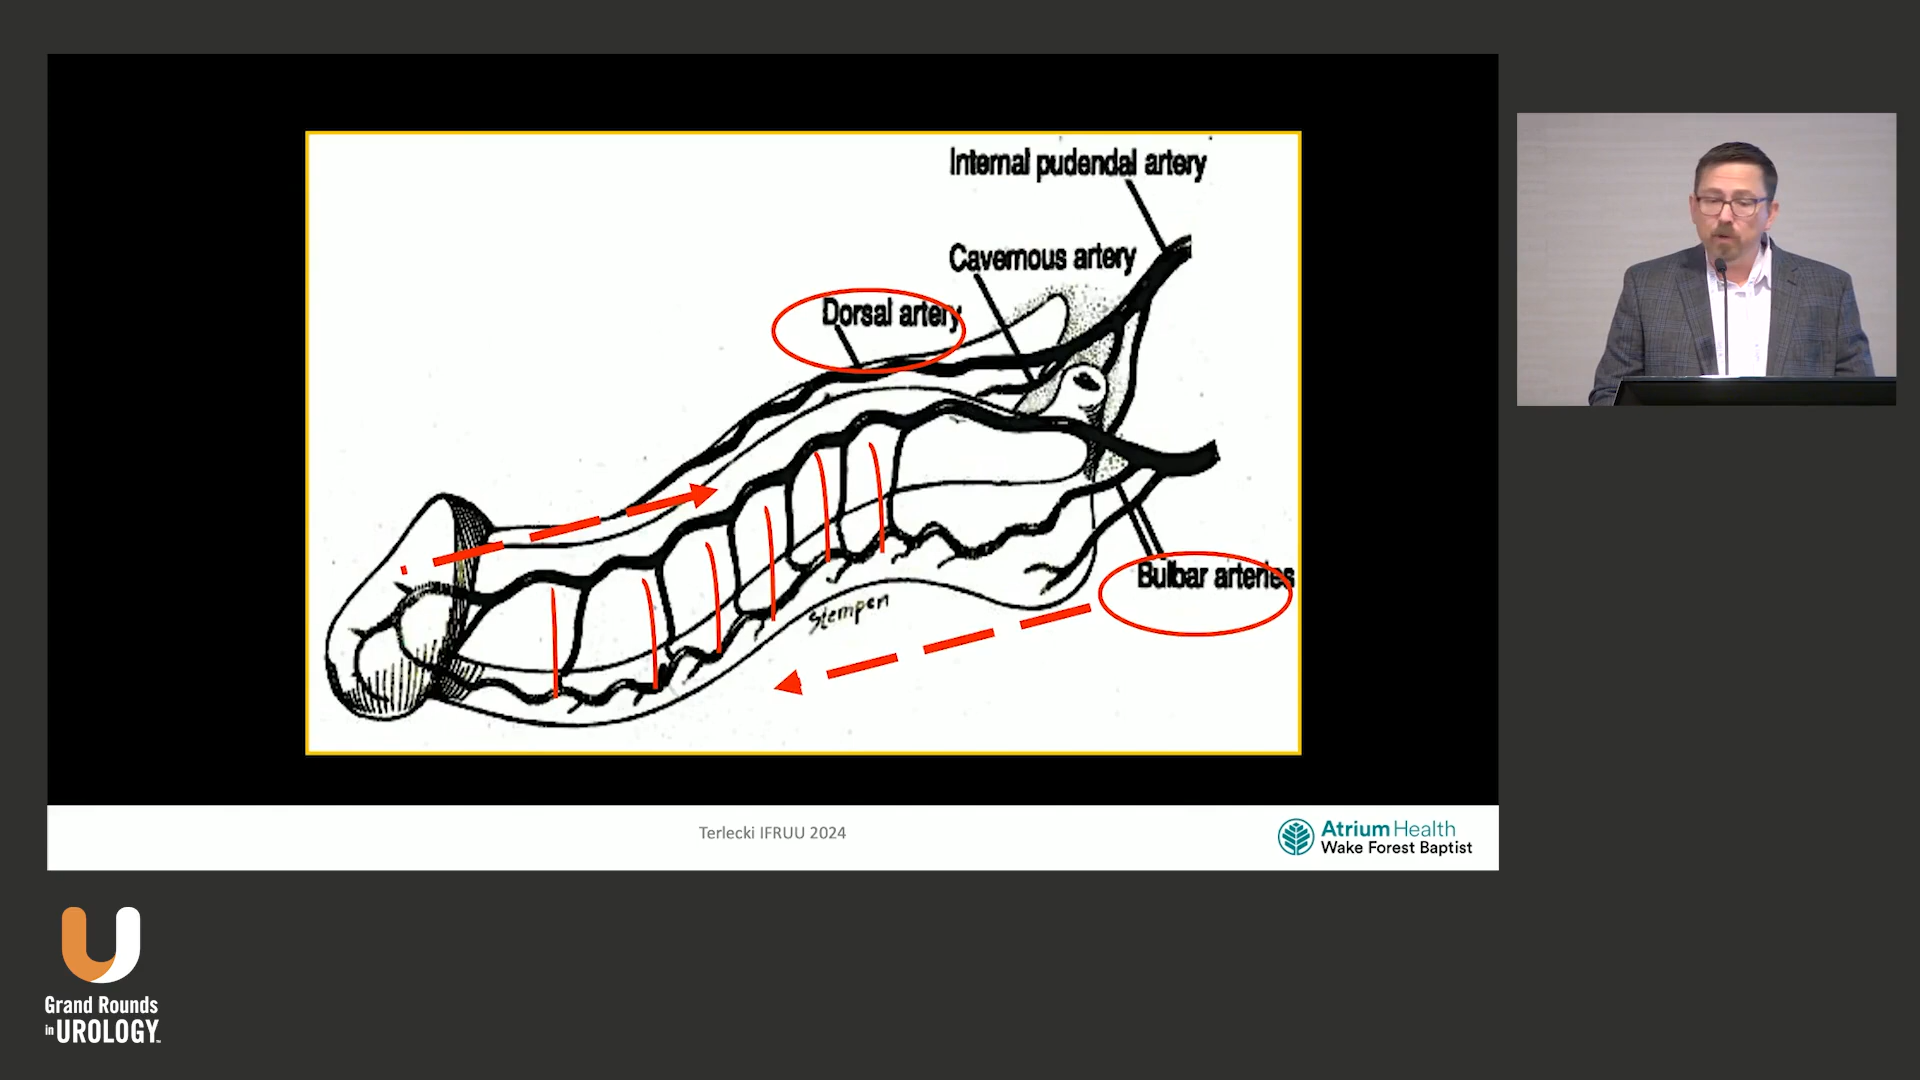 Internal pudendal artery
Cavernous artery
Dorsal artery
Bulbar arteries
Stempen
Terlecki IFRUU 2024
Atrium Health
Wake Forest Baptist
Grand Rounds
in UROLOGY